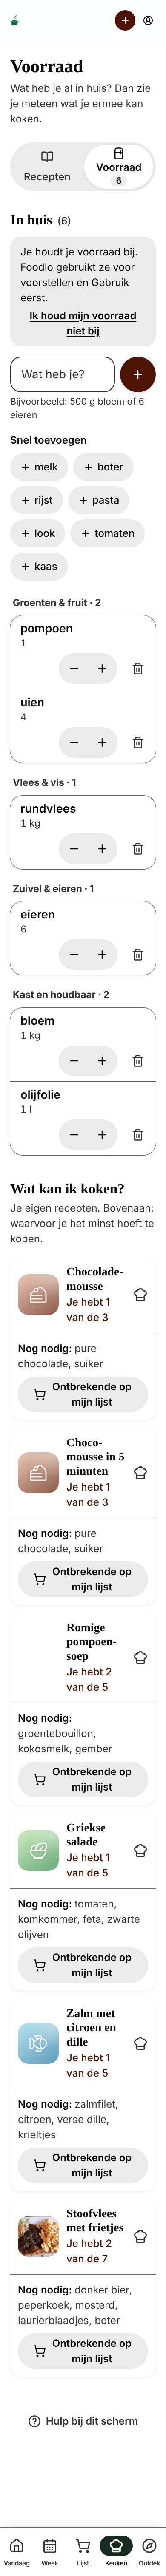 Voorraad
Wat heb je al in huis? Dan zie
je meteen wat je ermee kan
koken.
Recepten
Voorraad
6
In huis (6)
Je houdt je voorraad bij.
Foodlo gebruikt ze voor
voorstellen en Gebruik
eerst.
Ik houd mijn voorraad
niet bij
Wat heb je?
Bijvoorbeeld: 500 g bloem of 6
eieren
Snel toevoegen
+ melk
+ boter
+ rijst
+ pasta
+ look
+ tomaten
+ kaas
Groenten & fruit · 2
pompoen
1
uien
4
Vlees & vis · 1
rundvlees
1 kg
Zuivel & eieren · 1
eieren
6
Kast en houdbaar · 2
bloem
1 kg
olijfolie
1 l
Wat kan ik koken?
Je eigen recepten. Bovenaan:
waarvoor je het minst hoeft te
kopen.
Chocolade-
mousse
Je hebt 1
van de 3
Nog nodig: pure
chocolade, suiker
Ontbrekende op
mijn lijst
Choco-
mousse in 5
minuten
Je hebt 1
van de 3
Nog nodig: pure
chocolade, suiker
Ontbrekende op
mijn lijst
Romige
pompoen-
soep
Je hebt 2
van de 5
Nog nodig:
groentebouillon,
kokosmelk, gember
Ontbrekende op
mijn lijst
Griekse
salade
Je hebt 1
van de 5
Nog nodig: tomaten,
komkommer, feta, zwarte
olijven
Ontbrekende op
mijn lijst
Zalm met
citroen en
dille
Je hebt 1
van de 5
Nog nodig: zalmfilet,
citroen, verse dille,
krieltjes
Ontbrekende op
mijn lijst
Stoofvlees
met frietjes
Je hebt 2
van de 7
Nog nodig: donker bier,
peperkoek, mosterd,
laurierblaadjes, boter
Ontbrekende op
mijn lijst
Hulp bij dit scherm
Vandaag
Week
Lijst
Keuken
Ontdek